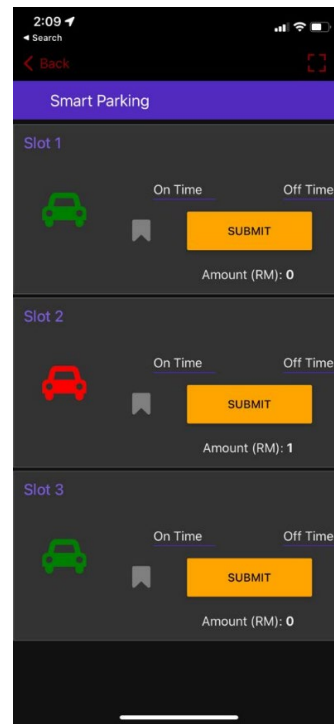 2:09
◀ Search
Back
Smart Parking
Slot 1
On Time Off Time
SUBMIT
Amount (RM): 0
Slot 2
On Time Off Time
SUBMIT
Amount (RM): 1
Slot 3
On Time Off Time
SUBMIT
Amount (RM): 0